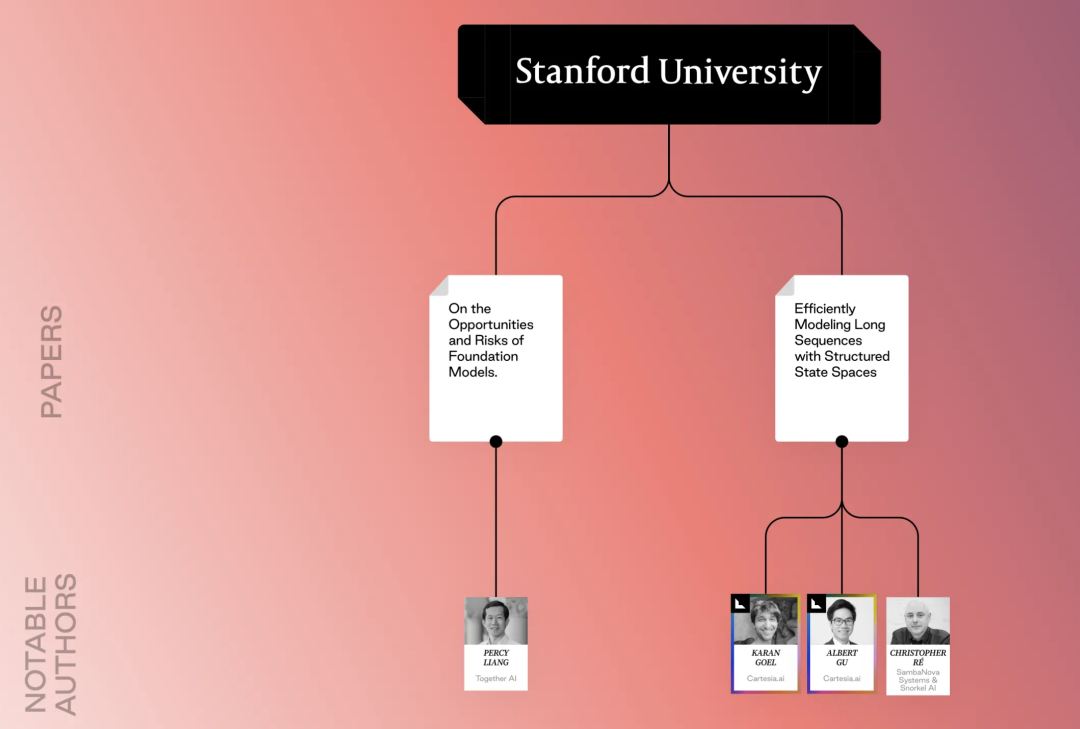 Stanford University
PAPERS
On the
Opportunities
and Risks of
Foundation
Models.
Efficiently
Modeling Long
Sequences
with Structured
State Spaces
NOTABLE
AUTHORS
PERCY
LIANG
Together AI
KARAN
GOEL
Cartesia.ai
ALBERT
GU
Cartesia.ai
CHRISTOPHER
RÉ
SambaNova
Systems &
Snorkel AI